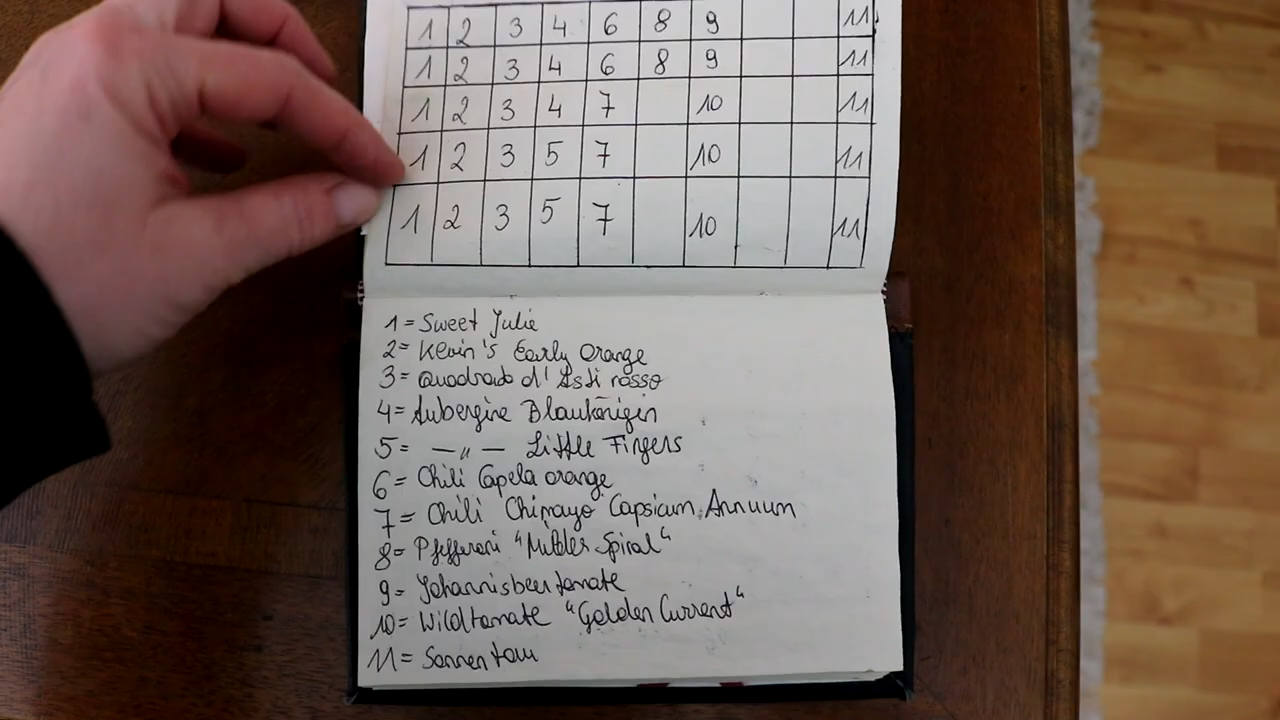 1 2 3 4 6 8 9 11
1 2 3 4 6 8 9 11
1 2 3 4 7 10 11
1 2 3 5 7 10 11
1 2 3 5 7 10 11
1 = Sweet Julie
2 = Kevin's Early Orange
3 = Quadrato d'Asti rosso
4 = Aubergine Blaukönigin
5 = — " — Little Fingers
6 = Chili Capela orange
7 = Chili Chimayo Capsicum Annuum
8 = Pfefferoni "Milder Spiral"
9 = Johannisbeertomate
10 = Wildtomate "Golden Current"
11 = Sonnentau